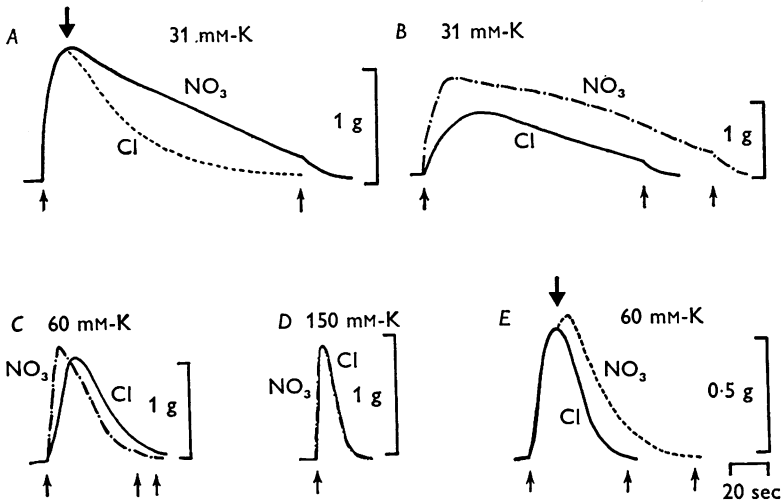 A 31 mM-K
NO₃
Cl
1 g
B 31 mM-K
NO₃
Cl
1 g
C 60 mM-K
NO₃
Cl
1 g
D 150 mM-K
NO₃
Cl
1 g
E 60 mM-K
NO₃
Cl
0·5 g
20 sec